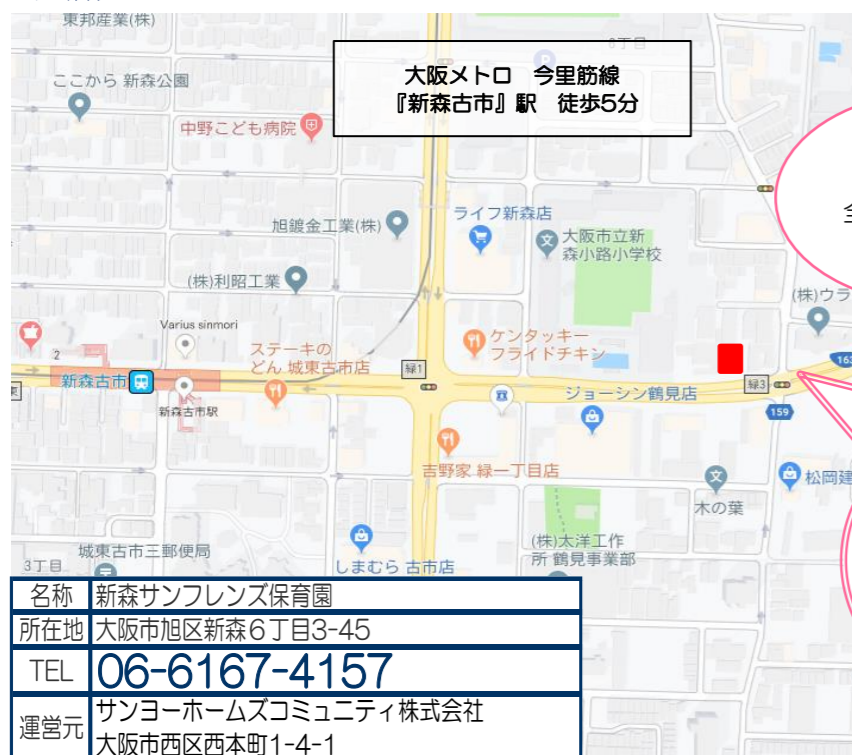 東邦産業(株)
6丁目
大阪メトロ　今里筋線
『新森古市』駅　徒歩5分
ここから 新森公園
中野こども病院
全
旭鍍金工業(株)
ライフ新森店
大阪市立新
森小路小学校
(株)利昭工業
(株)ウラ
Varius sinmori
ステーキの
どん 城東古市店
ケンタッキー
フライドチキン
2
緑1
163
新森古市
新森古市駅
ジョーシン鶴見店
緑3
159
吉野家 緑一丁目店
木の葉
松岡建
城東古市三郵便局
3丁目
しまむら 古市店
(株)太洋工作
所 鶴見事業部
名称 新森サンフレンズ保育園
所在地 大阪市旭区新森6丁目3-45
TEL 06-6167-4157
運営元 サンヨーホームズコミュニティ株式会社
大阪市西区西本町1-4-1